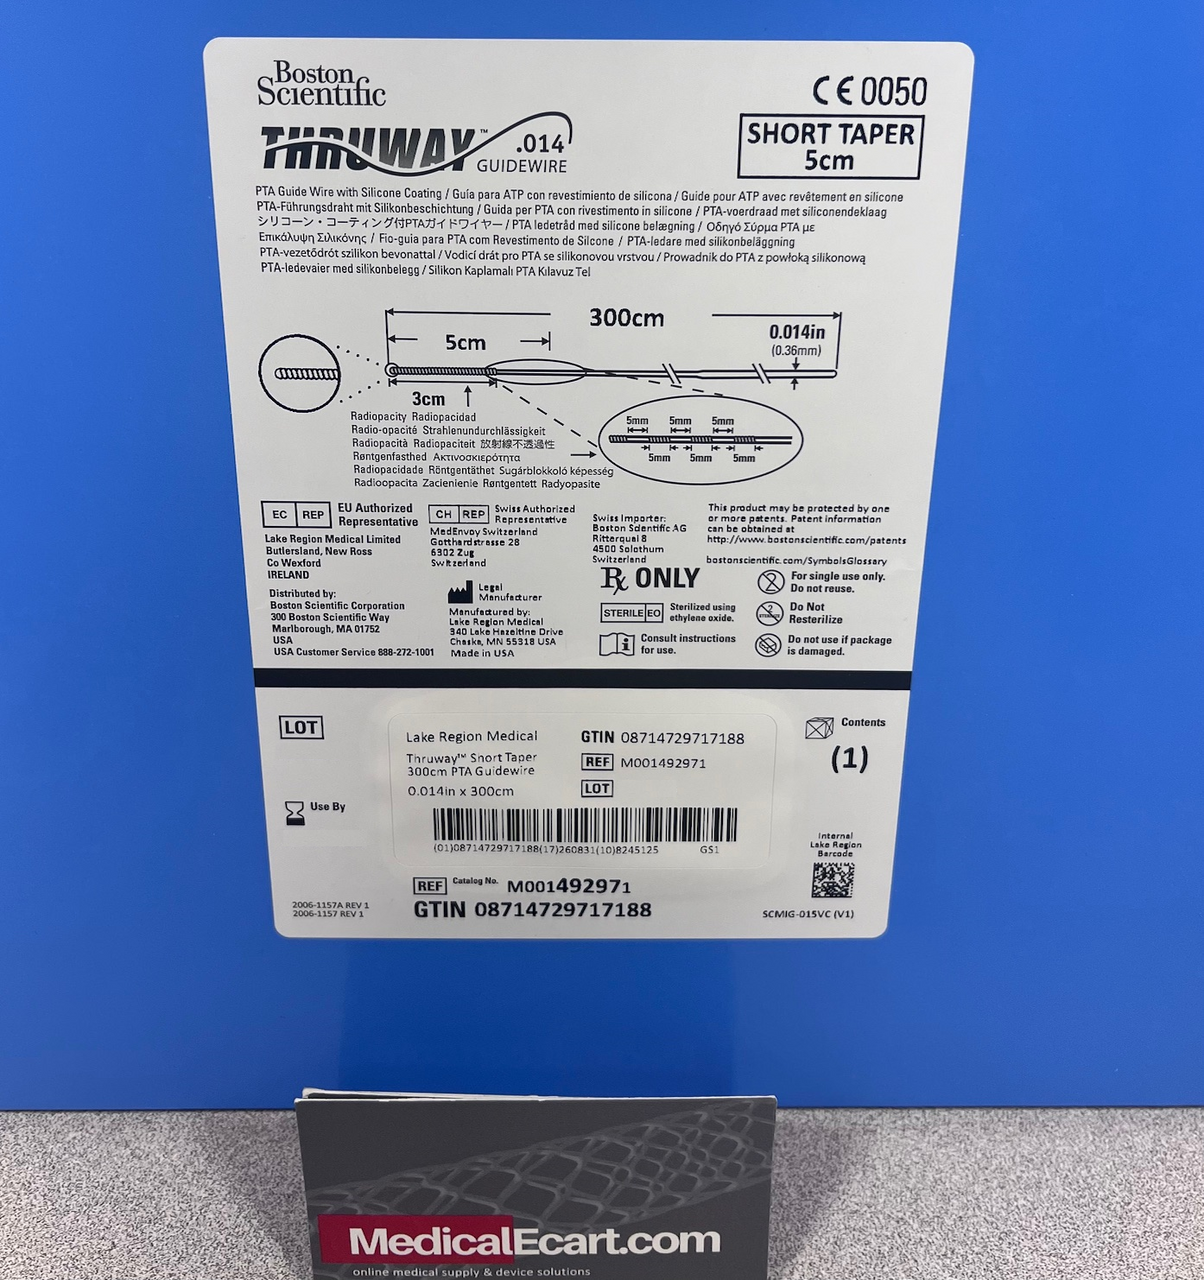 Boston
Scientific
CE 0050
THRUWAY™ .014
GUIDEWIRE
SHORT TAPER
5cm
PTA Guide Wire with Silicone Coating / Guía para ATP con revestimiento de silicona / Guide pour ATP avec revêtement en silicone
PTA-Führungsdraht mit Silikonbeschichtung / Guida per PTA con rivestimento in silicone / PTA-voerdraad met siliconendeklaag
シリコーン・コーティング付PTAガイドワイヤー / PTA ledetråd med silicone belægning / Οδηγό Σύρμα PTA με
Επικάλυψη Σιλικόνης / Fio-guia para PTA com Revestimento de Silcone / PTA-ledare med silikonbeläggning
PTA-vezetődrót szilikon bevonattal / Vodicí drát pro PTA se silikonovou vrstvou / Prowadnik do PTA z powłoką silikonową
PTA-ledevaier med silikonbelegg / Silikon Kaplamalı PTA Kılavuz Tel
300cm
5cm
0.014in
(0.36mm)
3cm
5mm 5mm 5mm
5mm 5mm 5mm
Radiopacity Radiopacidad
Radio-opacité Strahlenundurchlässigkeit
Radiopacità Radiopaciteit 放射線不透過性
Røntgenfasthed Ακτινοσκιερότητα
Radiopacidade Röntgentäthet Sugárblokkoló képesség
Radioopacita Zacienienie Røntgentett Radyopasite
EC REP EU Authorized
Representative
Lake Region Medical Limited
Butlersland, New Ross
Co Wexford
IRELAND
Distributed by:
Boston Scientific Corporation
300 Boston Scientific Way
Marlborough, MA 01752
USA
USA Customer Service 888-272-1001
CH REP Swiss Authorized
Representative
MedEnvoy Switzerland
Gotthardstrasse 28
6302 Zug
Switzerland
Legal
Manufacturer
Manufactured by:
Lake Region Medical
340 Lake Hazeltine Drive
Chaska, MN 55318 USA
Made in USA
Swiss Importer:
Boston Scientific AG
Ritterquai 8
4500 Solothurn
Switzerland
This product may be protected by one
or more patents. Patent information
can be obtained at
http://www.bostonscientific.com/patents
bostonscientific.com/SymbolsGlossary
Rx ONLY
STERILE EO Sterilized using
ethylene oxide.
Consult instructions
for use.
For single use only.
Do not reuse.
Do Not
Resterilize
Do not use if package
is damaged.
LOT
Use By
Lake Region Medical
Thruway™ Short Taper
300cm PTA Guidewire
0.014in x 300cm
GTIN 08714729717188
REF M001492971
LOT
(01)08714729717188(17)260831(10)8245125 GS1
Contents
(1)
Internal
Lake Region
Barcode
REF Catalog No. M001492971
GTIN 08714729717188
2006-1157A REV 1
2006-1157 REV 1
SCMIG-015VC (V1)
MedicalEcart.com
online medical supply & device solutions